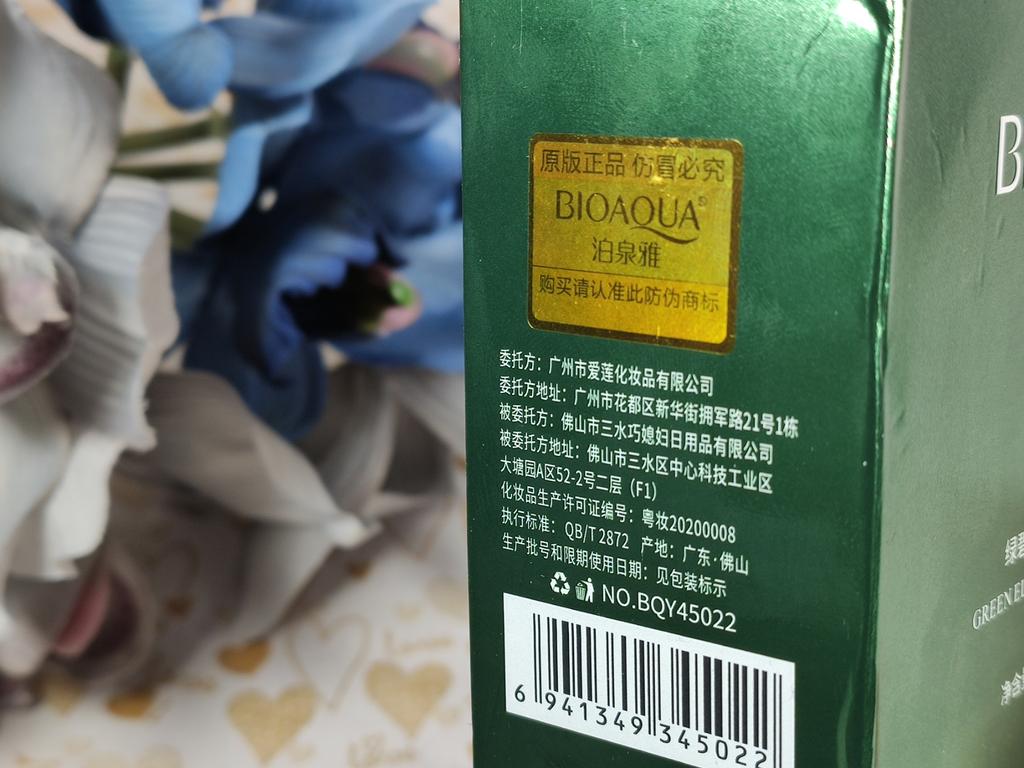 原版正品 仿冒必究
BIOAQUA®
泊泉雅
购买请认准此防伪商标
委托方：广州市爱莲化妆品有限公司
委托方地址：广州市花都区新华街拥军路21号1栋
被委托方：佛山市三水巧媳妇日用品有限公司
被委托方地址：佛山市三水区中心科技工业区
大塘园A区52-2号二层（F1）
化妆品生产许可证编号：粤妆20200008
执行标准：QB/T 2872 产地：广东·佛山
生产批号和限期使用日期：见包装标示
NO.BQY45022
6 941349 345022
B
GREEN
净含